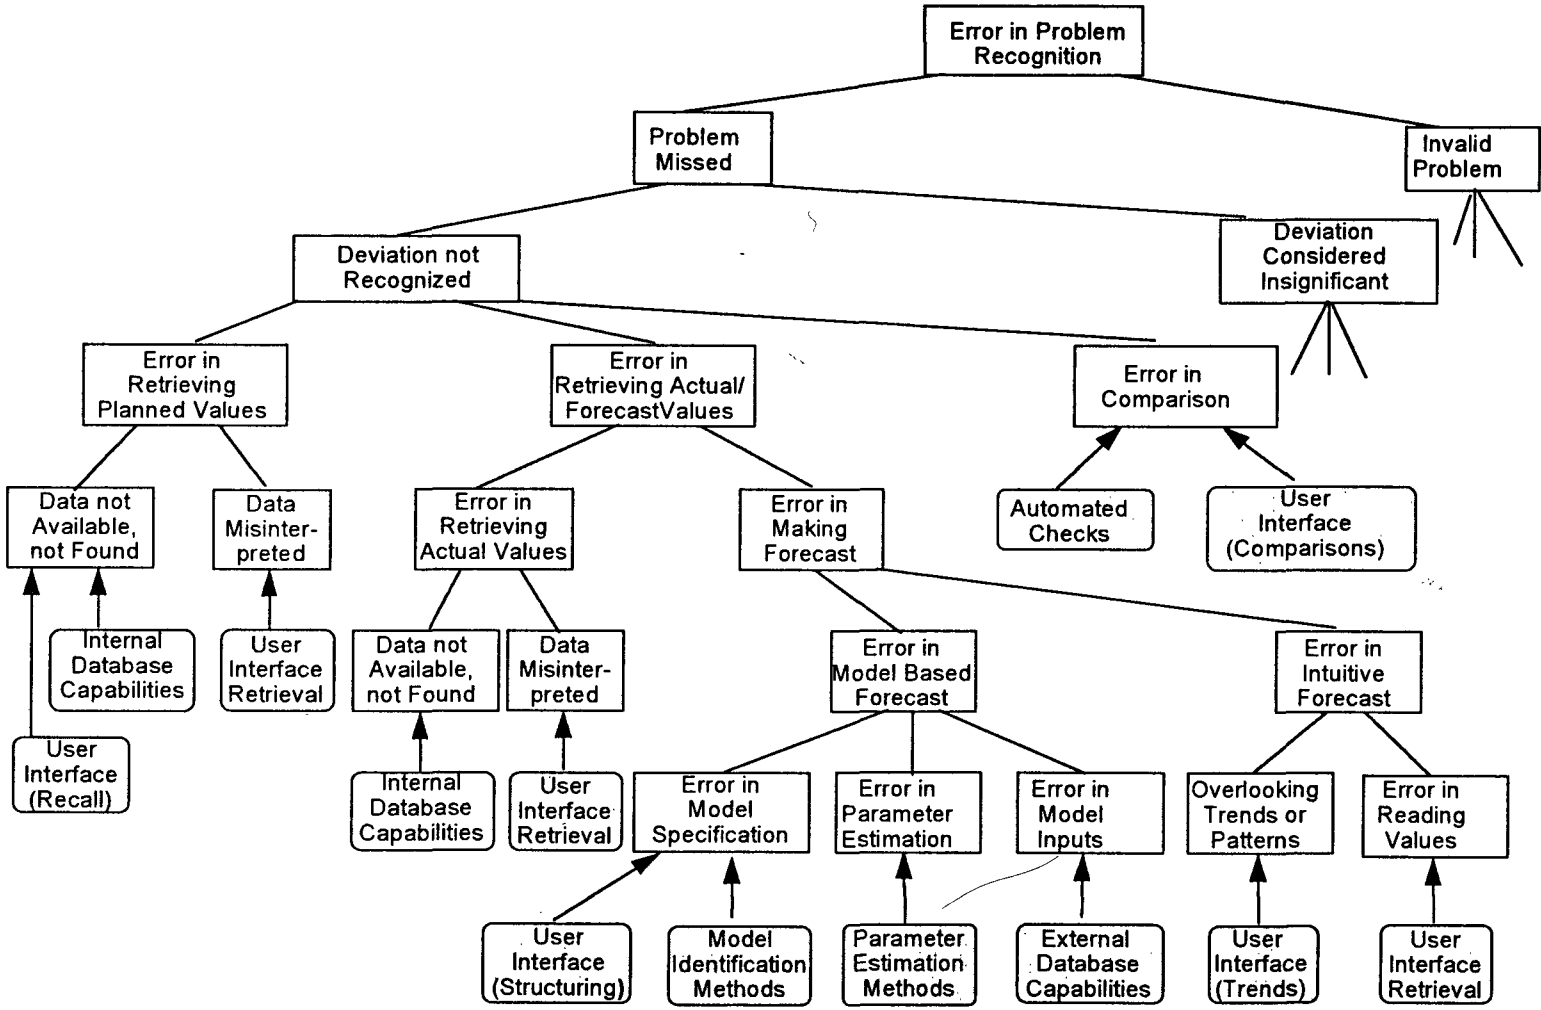 Error in Problem
Recognition
Problem
Missed
Invalid
Problem
Deviation not
Recognized
Deviation
Considered
Insignificant
Error in
Retrieving
Planned Values
Error in
Retrieving Actual/
ForecastValues
Error in
Comparison
Data not
Available,
not Found
Data
Misinter-
preted
Error in
Retrieving
Actual Values
Error in
Making
Forecast
Automated
Checks
User
Interface
(Comparisons)
Internal
Database
Capabilities
User
Interface
Retrieval
Data not
Available,
not Found
Data
Misinter-
preted
Error in
Model Based
Forecast
Error in
Intuitive
Forecast
User
Interface
(Recall)
Internal
Database
Capabilities
User
Interface
Retrieval
Error in
Model
Specification
Error in
Parameter
Estimation
Error in
Model
Inputs
Overlooking
Trends or
Patterns
Error in
Reading
Values
User
Interface
(Structuring)
Model
Identification
Methods
Parameter
Estimation
Methods
External
Database
Capabilities
User
Interface
(Trends)
User
Interface
Retrieval